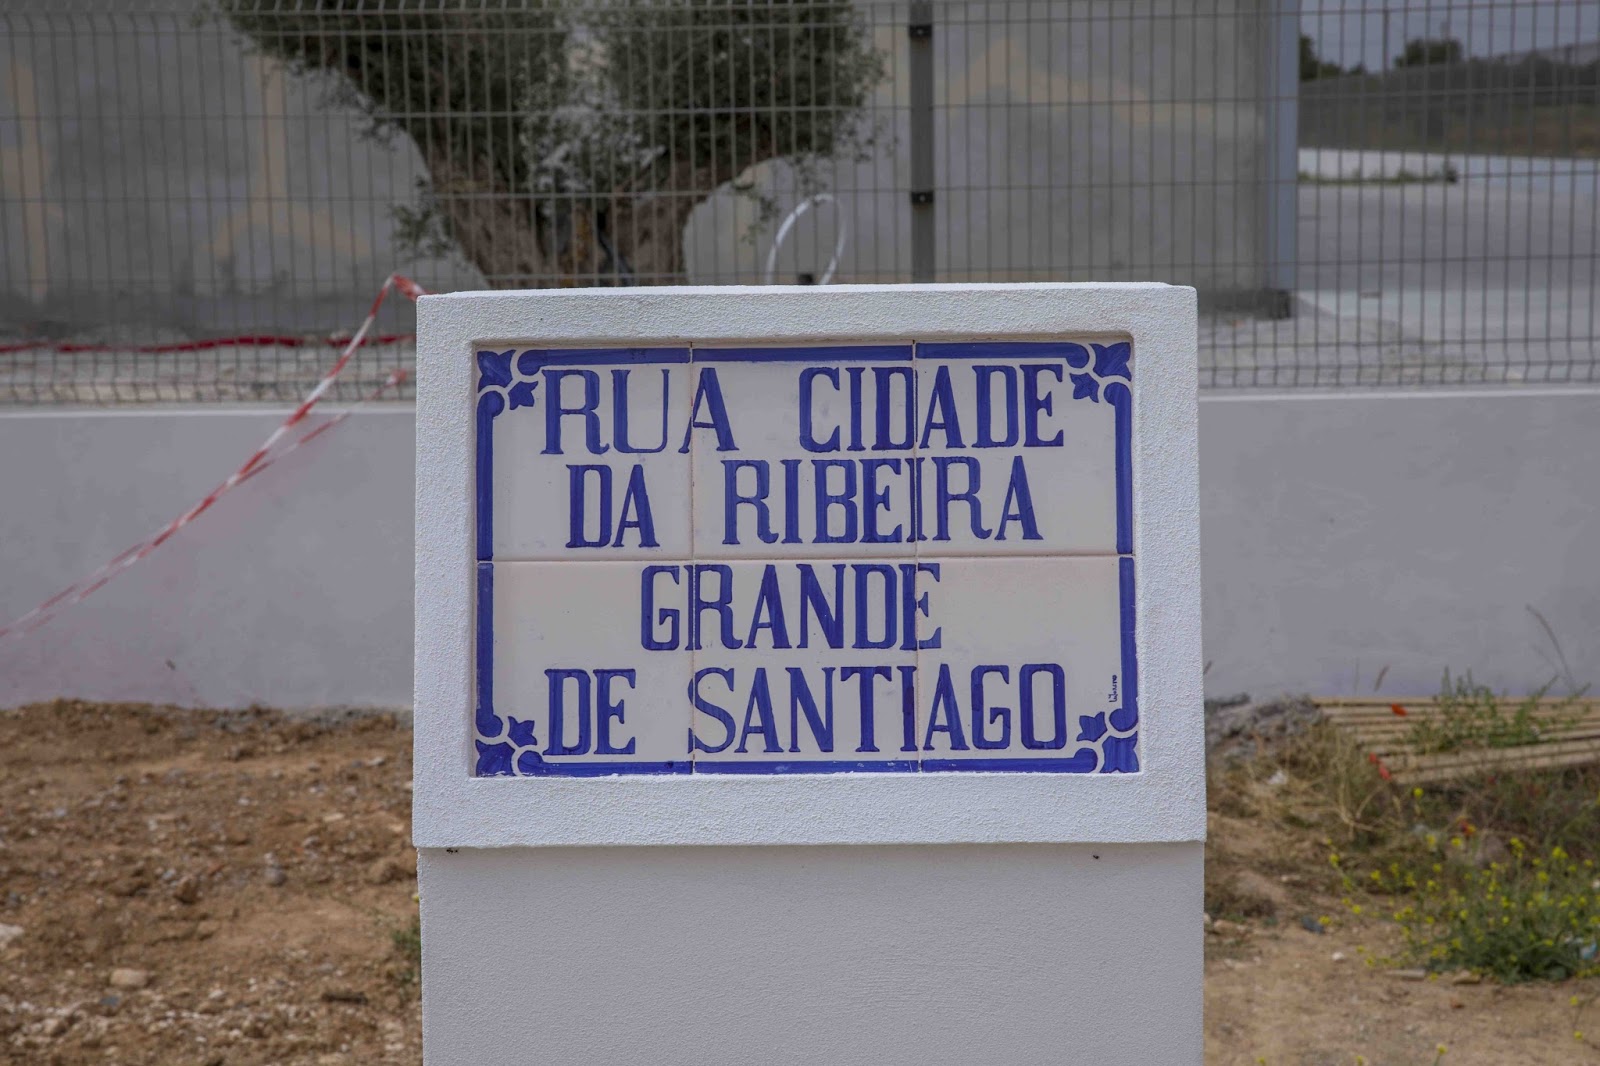 RUA CIDADE
DA RIBEIRA
GRANDE
DE SANTIAGO